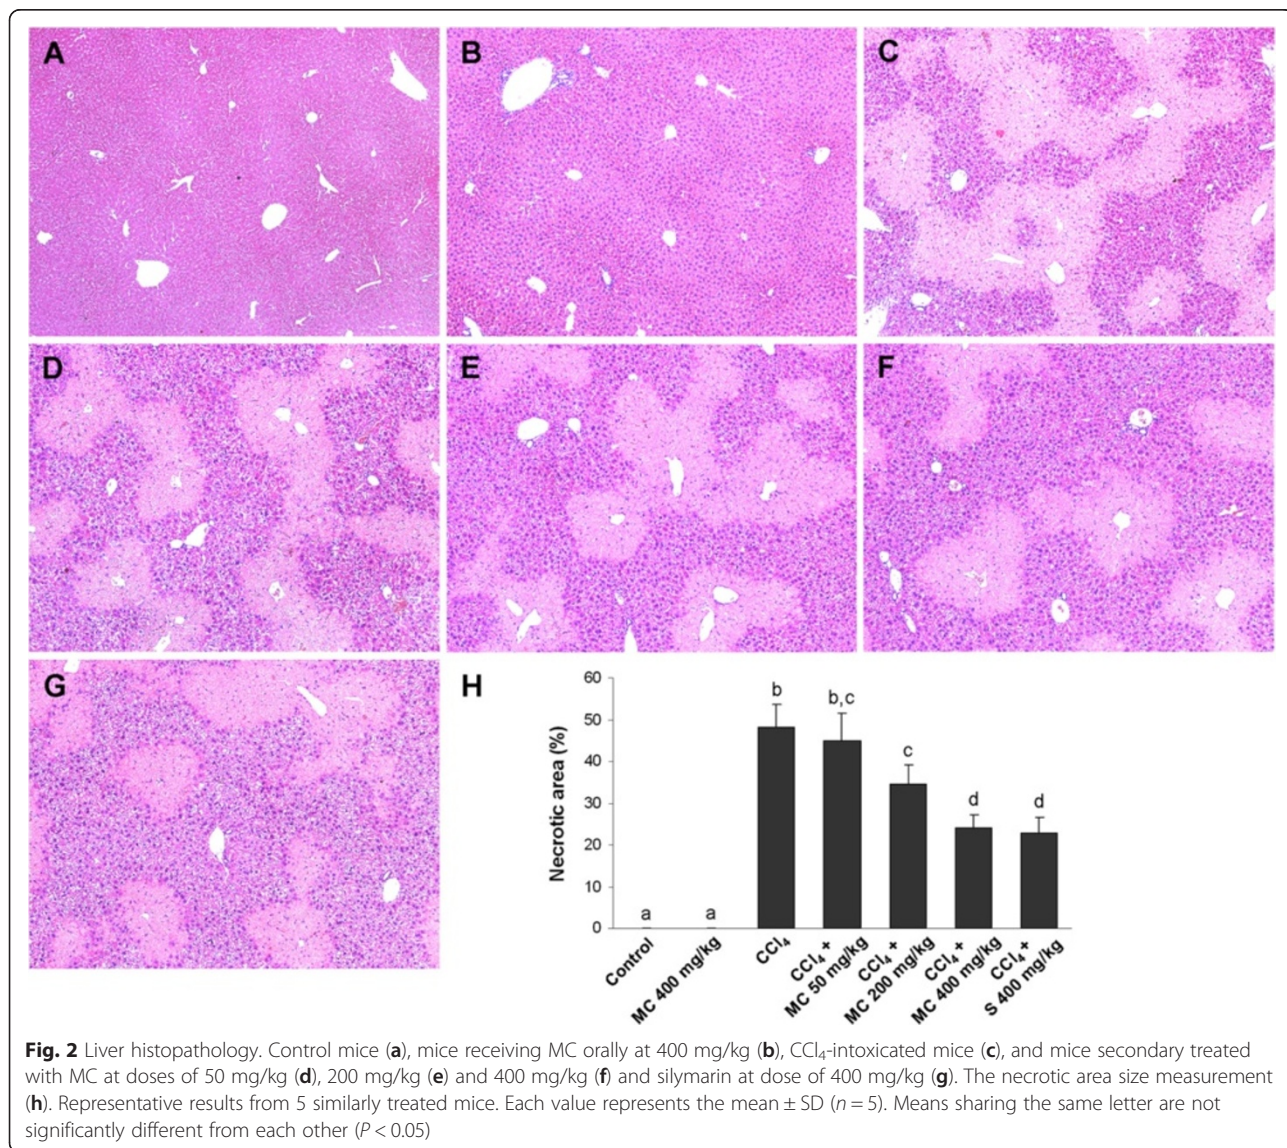 A
B
C
D
E
F
G
H
60
50
40
30
20
10
0
Necrotic area (%)
a
a
b
b,c
c
d
d
Control
MC 400 mg/kg
CCl₄
CCl₄ +
MC 50 mg/kg
CCl₄ +
MC 200 mg/kg
CCl₄ +
MC 400 mg/kg
CCl₄ +
S 400 mg/kg
Fig. 2 Liver histopathology. Control mice (a), mice receiving MC orally at 400 mg/kg (b), CCl₄-intoxicated mice (c), and mice secondary treated
with MC at doses of 50 mg/kg (d), 200 mg/kg (e) and 400 mg/kg (f) and silymarin at dose of 400 mg/kg (g). The necrotic area size measurement
(h). Representative results from 5 similarly treated mice. Each value represents the mean ± SD (n = 5). Means sharing the same letter are not
significantly different from each other (P < 0.05)